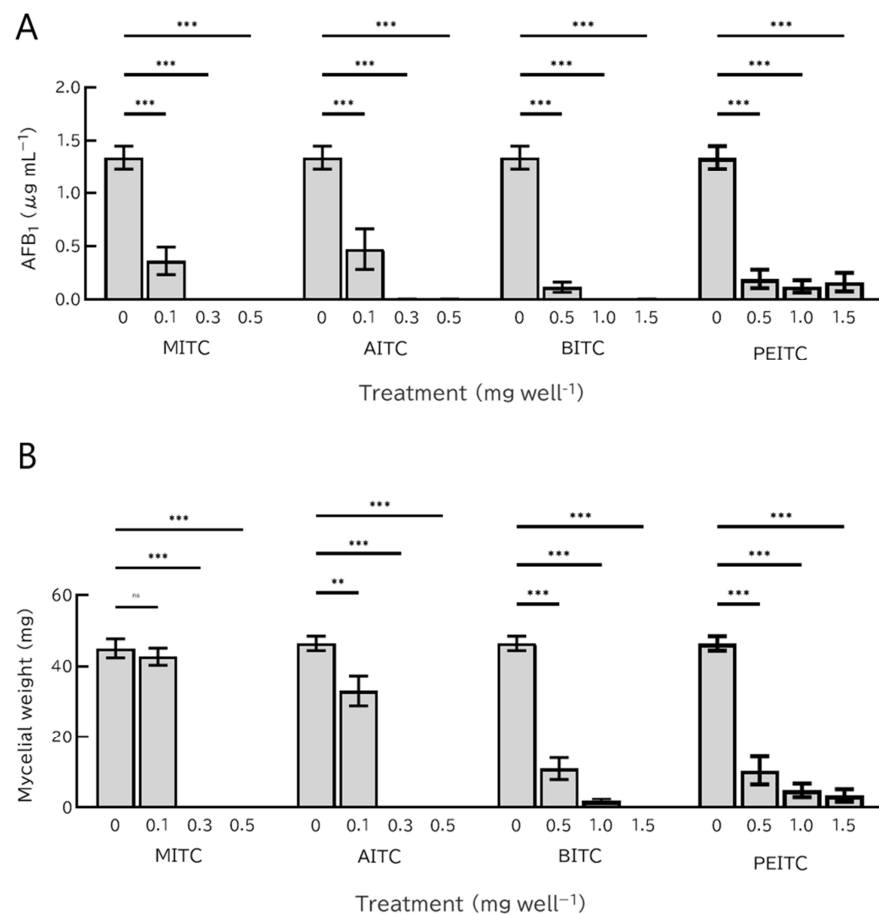 A
***
***
***
***
***
***
***
***
***
***
***
***
AFB₁ (μg mL⁻¹)
2.0
1.5
1.0
0.5
0.0
0 0.1 0.3 0.5 0 0.1 0.3 0.5 0 0.5 1.0 1.5 0 0.5 1.0 1.5
MITC AITC BITC PEITC
Treatment (mg well⁻¹)
B
***
***
ns
***
***
**
***
***
***
***
***
***
Mycelial weight (mg)
60
40
20
0
0 0.1 0.3 0.5 0 0.1 0.3 0.5 0 0.5 1.0 1.5 0 0.5 1.0 1.5
MITC AITC BITC PEITC
Treatment (mg well⁻¹)